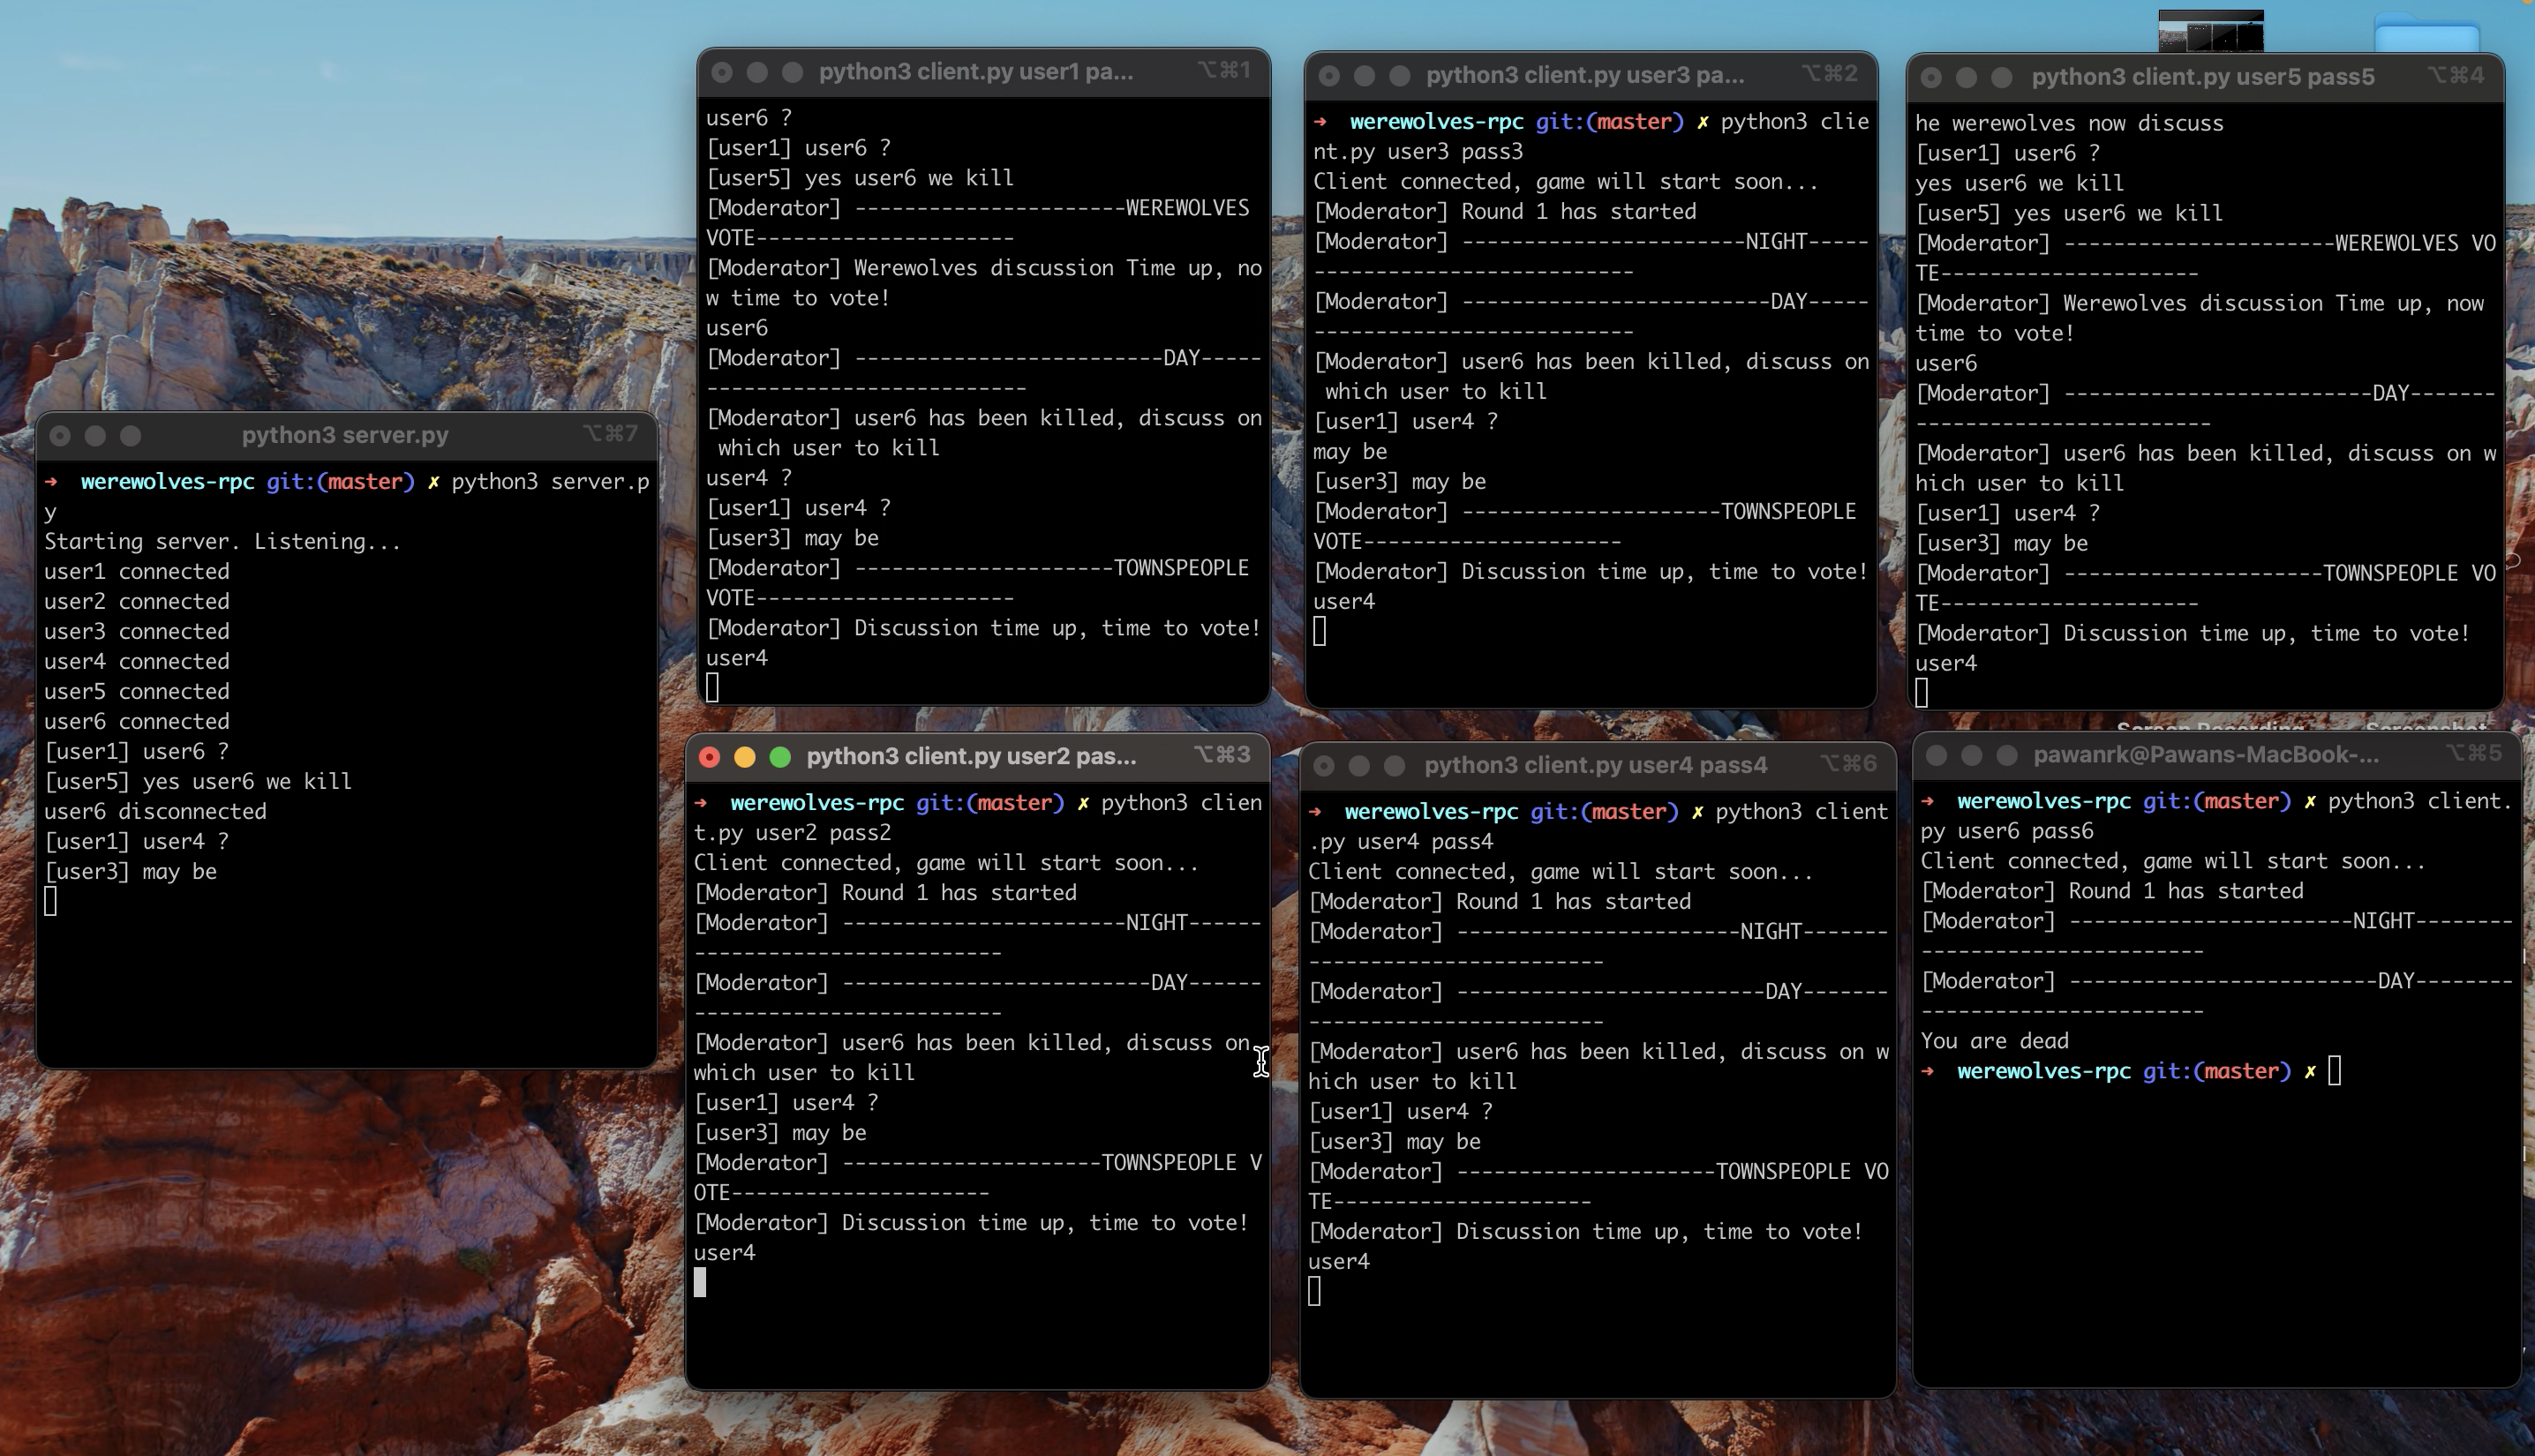 python3 server.py ⌥⌘7
➜ werewolves-rpc git:(master) ✗ python3 server.p
y
Starting server. Listening...
user1 connected
user2 connected
user3 connected
user4 connected
user5 connected
user6 connected
[user1] user6 ?
[user5] yes user6 we kill
user6 disconnected
[user1] user4 ?
[user3] may be
python3 client.py user1 pa... ⌥⌘1
user6 ?
[user1] user6 ?
[user5] yes user6 we kill
[Moderator] ----------------------WEREWOLVES
VOTE---------------------
[Moderator] Werewolves discussion Time up, no
w time to vote!
user6
[Moderator] -------------------------DAY-----
--------------------------
[Moderator] user6 has been killed, discuss on
which user to kill
user4 ?
[user1] user4 ?
[user3] may be
[Moderator] ---------------------TOWNSPEOPLE
VOTE---------------------
[Moderator] Discussion time up, time to vote!
user4
python3 client.py user3 pa... ⌥⌘2
➜ werewolves-rpc git:(master) ✗ python3 clie
nt.py user3 pass3
Client connected, game will start soon...
[Moderator] Round 1 has started
[Moderator] -----------------------NIGHT-----
--------------------------
[Moderator] -------------------------DAY-----
--------------------------
[Moderator] user6 has been killed, discuss on
which user to kill
[user1] user4 ?
may be
[user3] may be
[Moderator] ---------------------TOWNSPEOPLE
VOTE---------------------
[Moderator] Discussion time up, time to vote!
user4
python3 client.py user5 pass5 ⌥⌘4
he werewolves now discuss
[user1] user6 ?
yes user6 we kill
[user5] yes user6 we kill
[Moderator] ----------------------WEREWOLVES VO
TE---------------------
[Moderator] Werewolves discussion Time up, now
time to vote!
user6
[Moderator] -------------------------DAY-------
------------------------
[Moderator] user6 has been killed, discuss on w
hich user to kill
[user1] user4 ?
[user3] may be
[Moderator] ---------------------TOWNSPEOPLE VO
TE---------------------
[Moderator] Discussion time up, time to vote!
user4
Screen Recording Screenshot
python3 client.py user2 pas... ⌥⌘3
➜ werewolves-rpc git:(master) ✗ python3 clien
t.py user2 pass2
Client connected, game will start soon...
[Moderator] Round 1 has started
[Moderator] -----------------------NIGHT------
-------------------------
[Moderator] -------------------------DAY------
-------------------------
[Moderator] user6 has been killed, discuss on
which user to kill
[user1] user4 ?
[user3] may be
[Moderator] ---------------------TOWNSPEOPLE V
OTE---------------------
[Moderator] Discussion time up, time to vote!
user4
python3 client.py user4 pass4 ⌥⌘6
➜ werewolves-rpc git:(master) ✗ python3 client
.py user4 pass4
Client connected, game will start soon...
[Moderator] Round 1 has started
[Moderator] -----------------------NIGHT-------
------------------------
[Moderator] -------------------------DAY-------
------------------------
[Moderator] user6 has been killed, discuss on w
hich user to kill
[user1] user4 ?
[user3] may be
[Moderator] ---------------------TOWNSPEOPLE VO
TE---------------------
[Moderator] Discussion time up, time to vote!
user4
pawanrk@Pawans-MacBook-... ⌥⌘5
➜ werewolves-rpc git:(master) ✗ python3 client.
py user6 pass6
Client connected, game will start soon...
[Moderator] Round 1 has started
[Moderator] -----------------------NIGHT--------
-----------------------
[Moderator] -------------------------DAY--------
-----------------------
You are dead
➜ werewolves-rpc git:(master) ✗